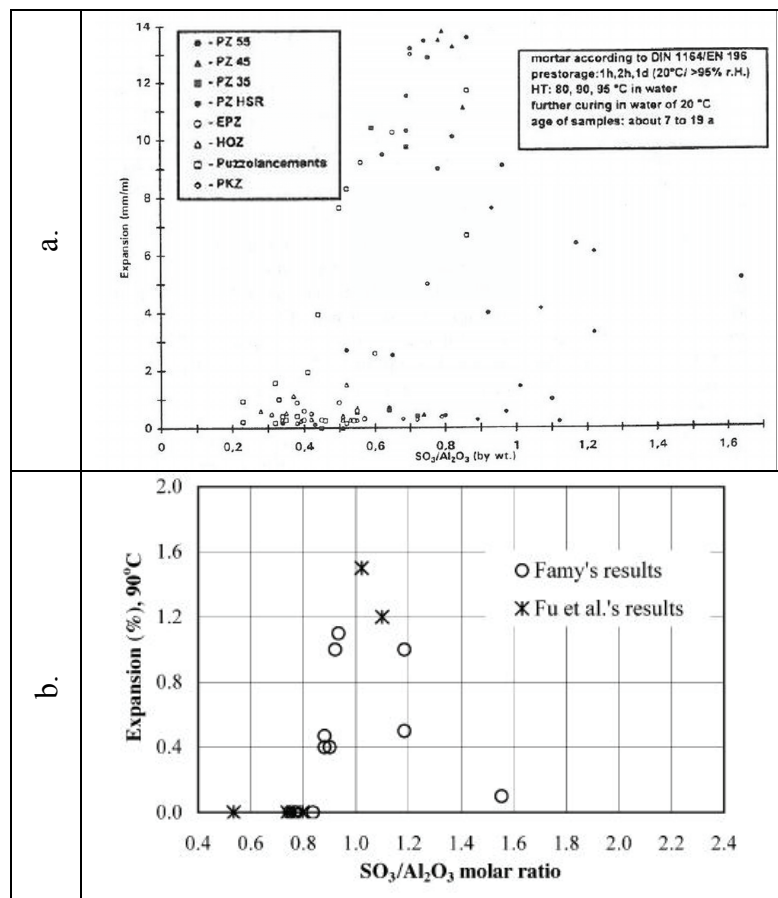 a.
14
12
10
8
6
4
2
0
Expansion (mm/m)
- PZ 55
- PZ 45
- PZ 35
- PZ HSR
- EPZ
- HOZ
- Puzzolancements
- PKZ
mortar according to DIN 1164/EN 196
prestorage:1h,2h,1d (20°C/ >95% r.H.)
HT: 80, 90, 95 °C in water
further curing in water of 20 °C
age of samples: about 7 to 19 a
0 0,2 0,4 0,6 0,8 1 1,2 1,4 1,6
SO₃/Al₂O₃ (by wt.)
b.
2.0
1.6
1.2
0.8
0.4
0.0
Expansion (%), 90°C
Famy's results
Fu et al.'s results
0.4 0.6 0.8 1.0 1.2 1.4 1.6 1.8 2.0 2.2 2.4
SO₃/Al₂O₃ molar ratio